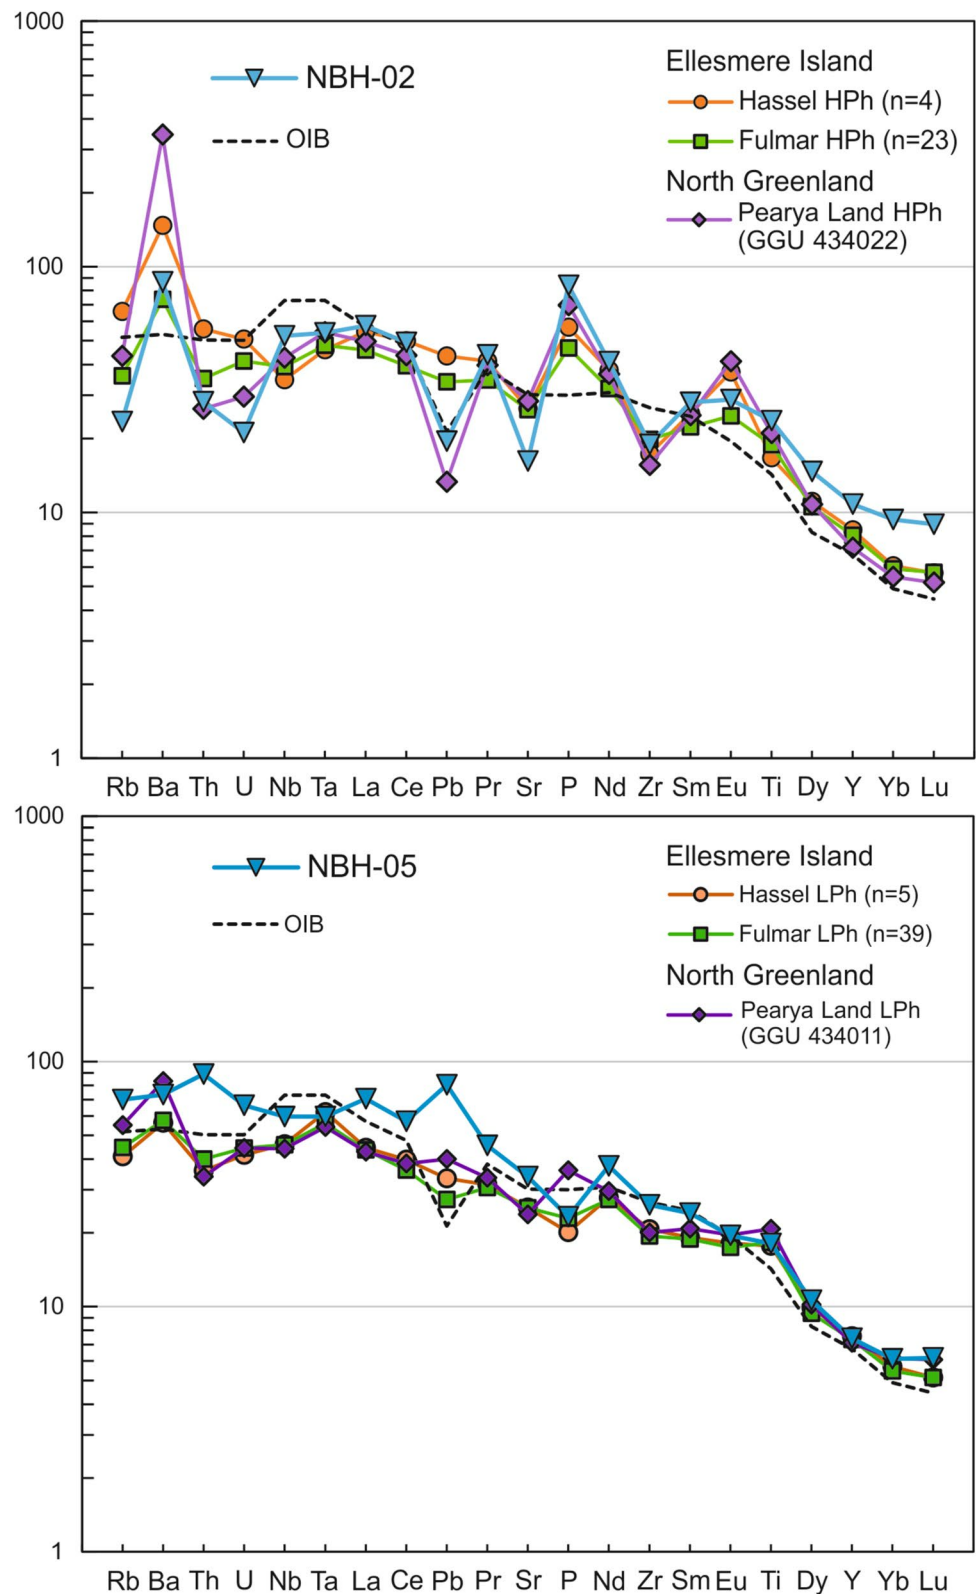 1000
NBH-02
OIB
Ellesmere Island
Hassel HPh (n=4)
Fulmar HPh (n=23)
North Greenland
Pearya Land HPh
(GGU 434022)
100
10
1
Rb Ba Th U Nb Ta La Ce Pb Pr Sr P Nd Zr Sm Eu Ti Dy Y Yb Lu
1000
NBH-05
OIB
Ellesmere Island
Hassel LPh (n=5)
Fulmar LPh (n=39)
North Greenland
Pearya Land LPh
(GGU 434011)
100
10
1
Rb Ba Th U Nb Ta La Ce Pb Pr Sr P Nd Zr Sm Eu Ti Dy Y Yb Lu